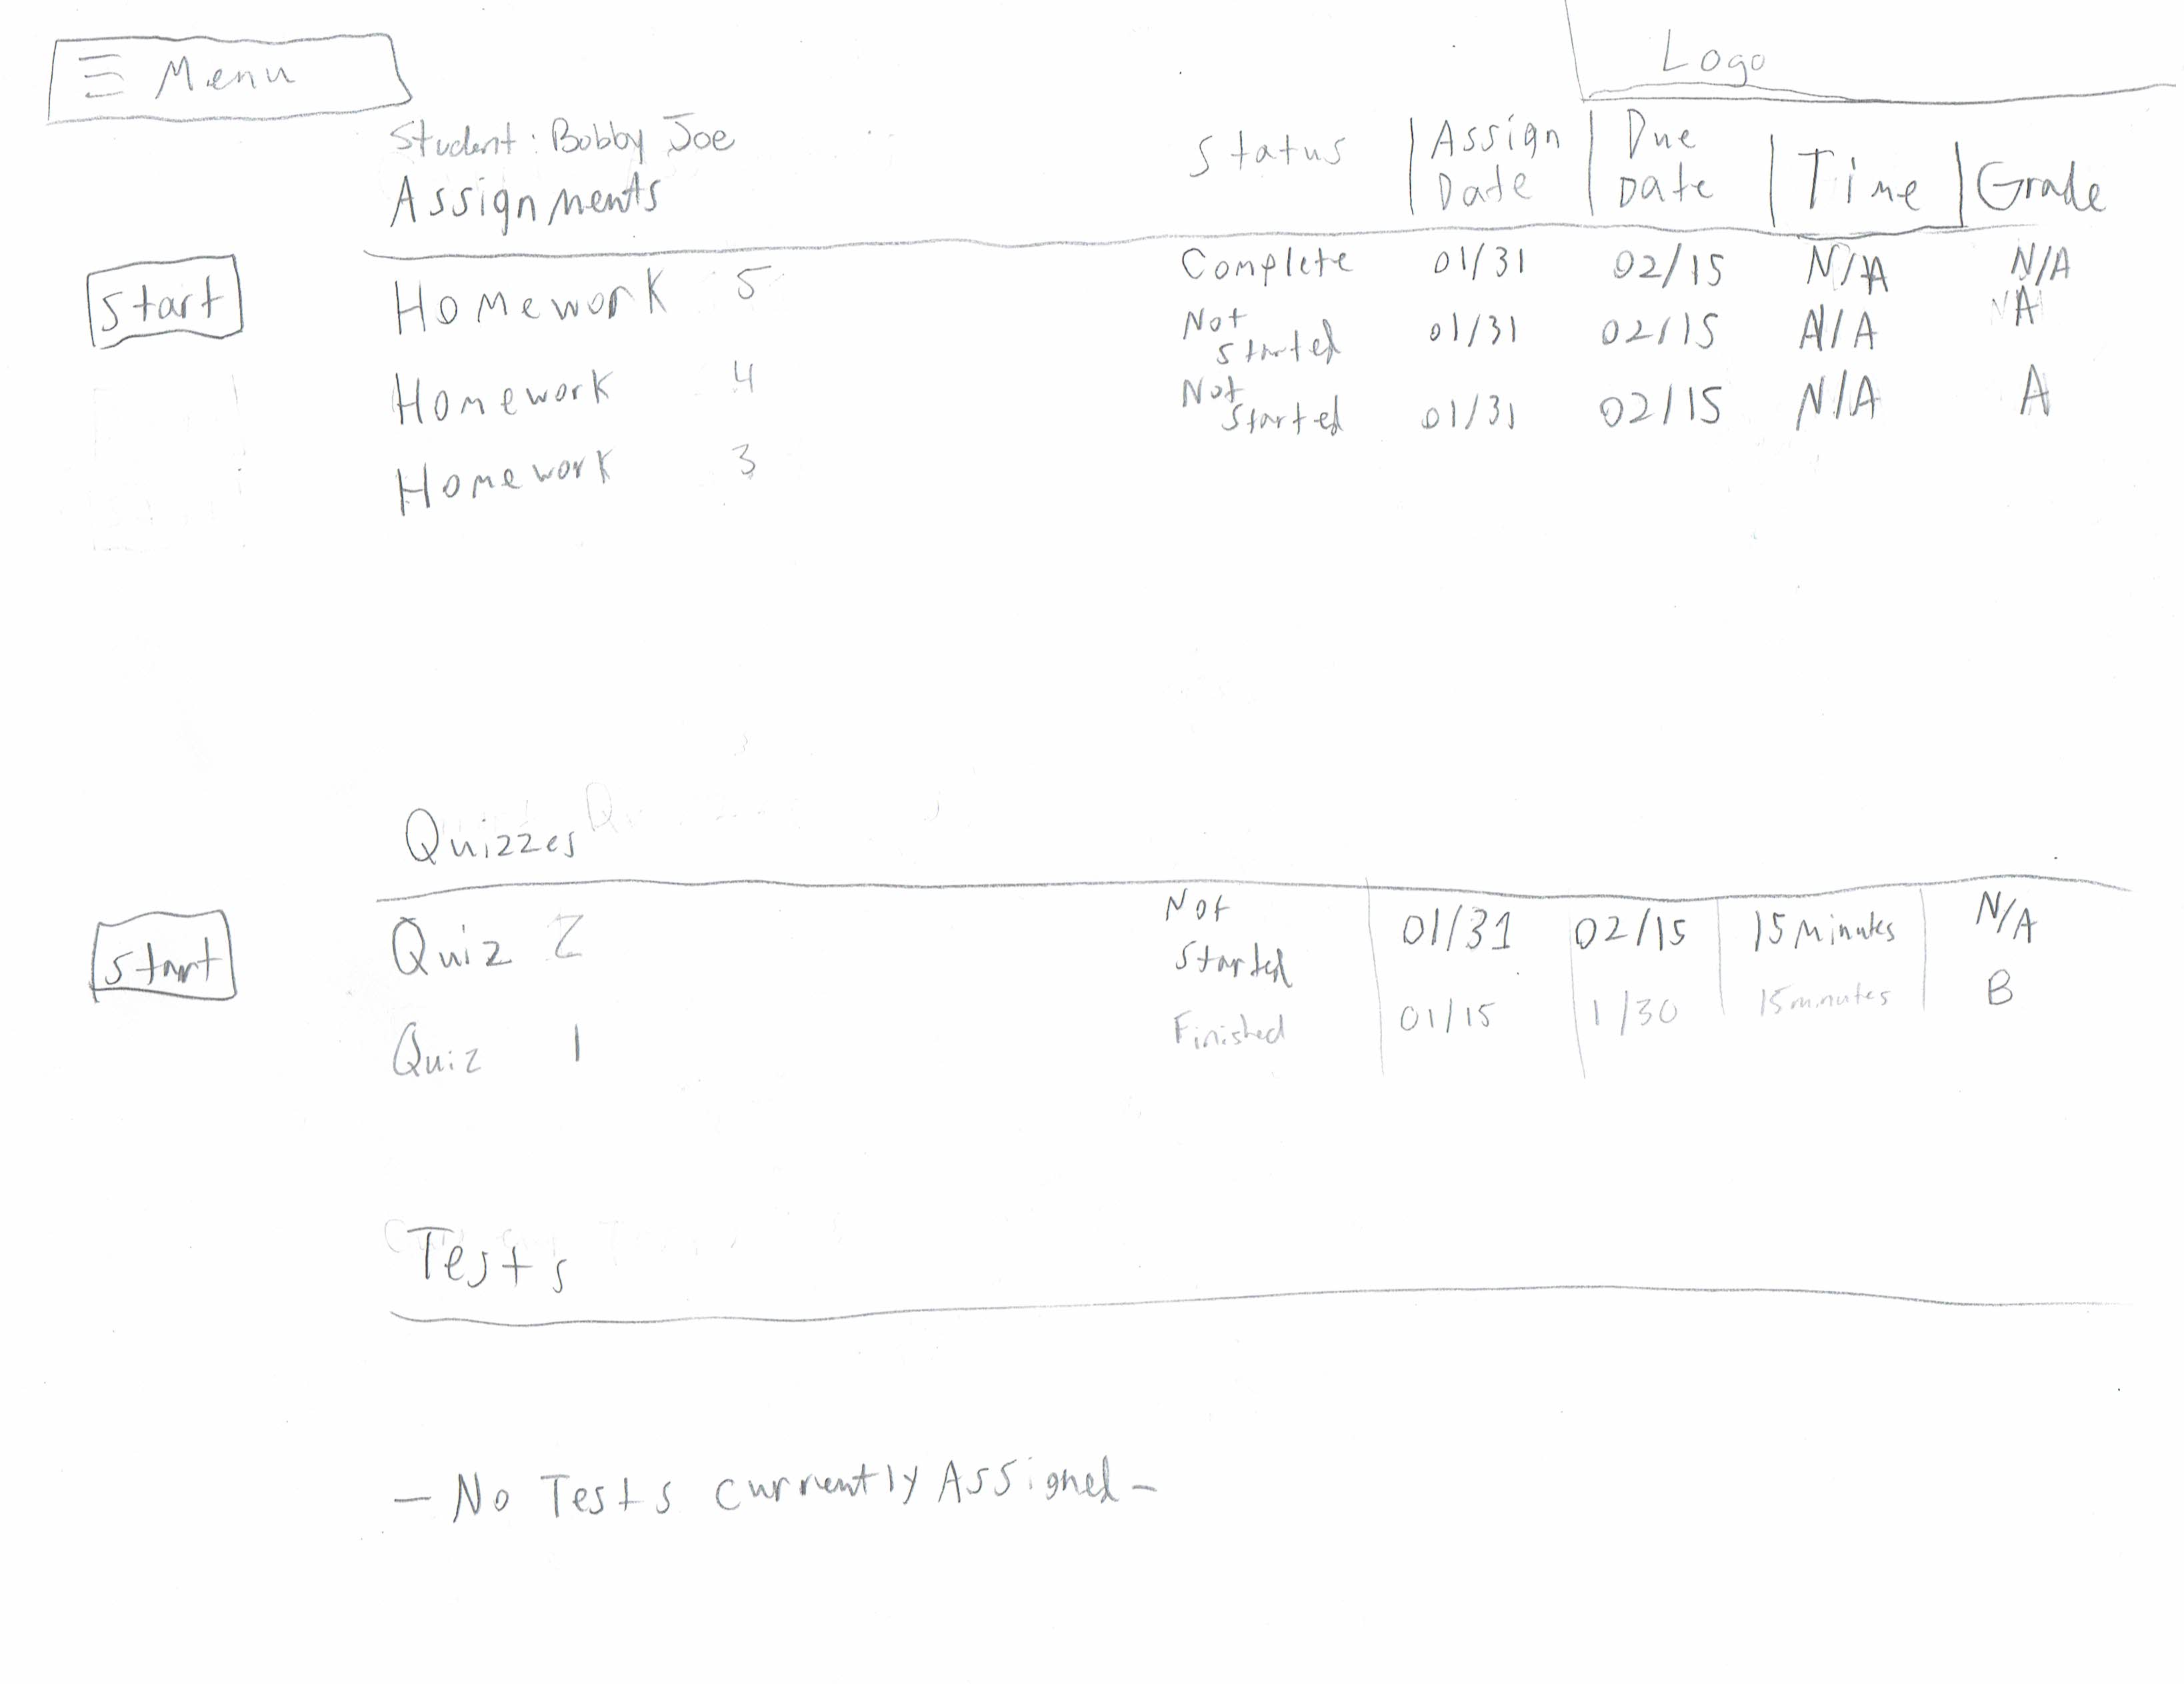 Menu
Logo
Student: Bobby Joe
Assignments
Status
Assign Date
Due Date
Time
Grade
Start
Homework 5
Complete 01/31 02/15 N/A N/A
Homework 4
Not Started 01/31 02/15 N/A A
Homework 3
Not Started 01/31 02/15 N/A A
Quizzes
Start
Quiz 2
Not Started 01/31 02/15 15 Minutes N/A
Quiz 1
Finished 01/15 1/30 15 minutes B
Tests
- No Tests Currently Assigned -